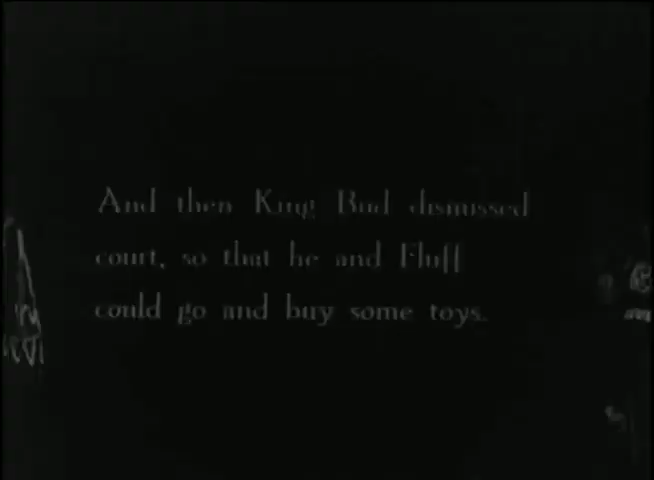 And then King Bud dismissed
court, so that he and Fluff
could go and buy some toys.